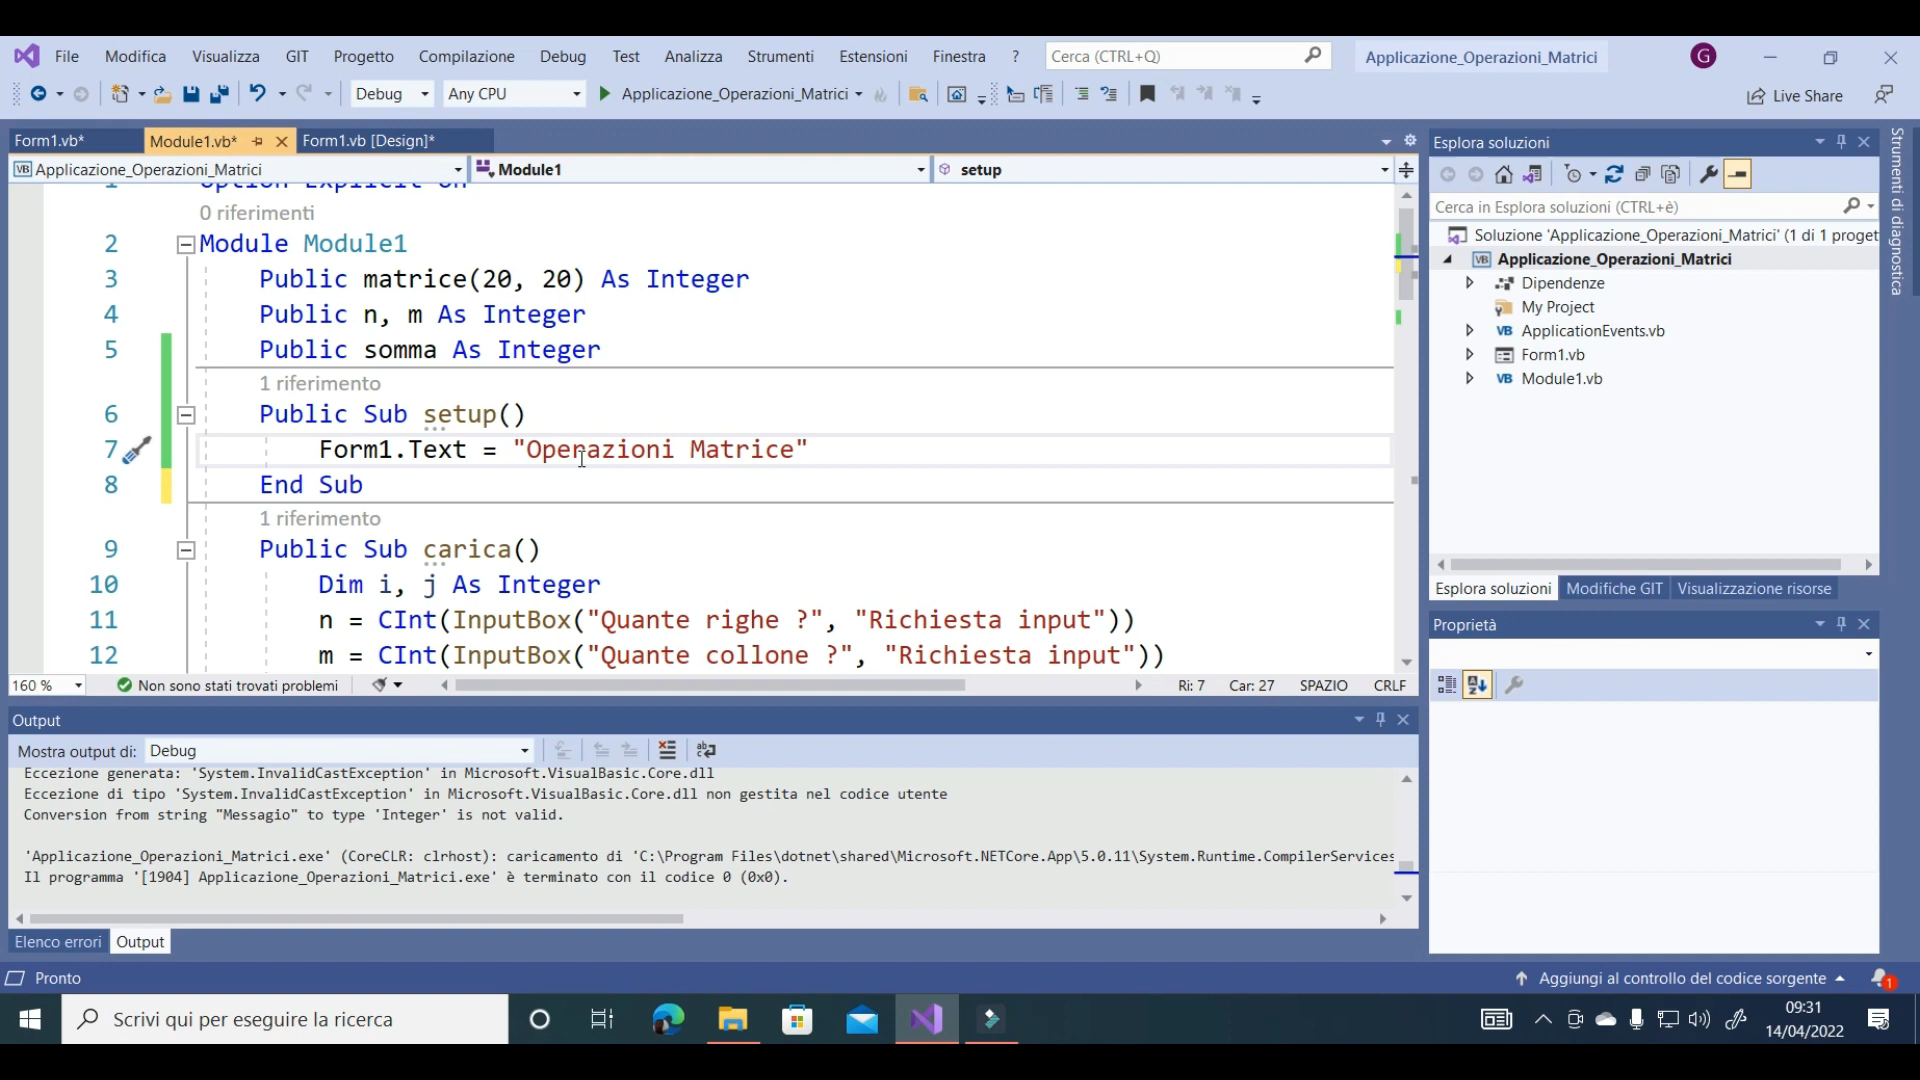 File Modifica Visualizza GIT Progetto Compilazione Debug Test Analizza Strumenti Estensioni Finestra ? Cerca (CTRL+Q) Applicazione_Operazioni_Matrici G
Debug Any CPU Applicazione_Operazioni_Matrici Live Share
Form1.vb* Module1.vb* Form1.vb [Design]*
Applicazione_Operazioni_Matrici Module1 setup
1 Option Explicit On
0 riferimenti
2 Module Module1
3 Public matrice(20, 20) As Integer
4 Public n, m As Integer
5 Public somma As Integer
1 riferimento
6 Public Sub setup()
7 Form1.Text = "Operazioni Matrice"
8 End Sub
1 riferimento
9 Public Sub carica()
10 Dim i, j As Integer
11 n = CInt(InputBox("Quante righe ?", "Richiesta input"))
12 m = CInt(InputBox("Quante collone ?", "Richiesta input"))
160 % Non sono stati trovati problemi Ri: 7 Car: 27 SPAZIO CRLF
Output
Mostra output di: Debug
Eccezione generata: 'System.InvalidCastException' in Microsoft.VisualBasic.Core.dll
Eccezione di tipo 'System.InvalidCastException' in Microsoft.VisualBasic.Core.dll non gestita nel codice utente
Conversion from string "Messagio" to type 'Integer' is not valid.
'Applicazione_Operazioni_Matrici.exe' (CoreCLR: clrhost): caricamento di 'C:\Program Files\dotnet\shared\Microsoft.NETCore.App\5.0.11\System.Runtime.CompilerServices
Il programma '[1904] Applicazione_Operazioni_Matrici.exe' è terminato con il codice 0 (0x0).
Elenco errori Output
Esplora soluzioni
Cerca in Esplora soluzioni (CTRL+è)
Soluzione 'Applicazione_Operazioni_Matrici' (1 di 1 proget
VB Applicazione_Operazioni_Matrici
Dipendenze
My Project
VB ApplicationEvents.vb
Form1.vb
VB Module1.vb
Esplora soluzioni Modifiche GIT Visualizzazione risorse
Proprietà
Strumenti di diagnostica
Pronto Aggiungi al controllo del codice sorgente 1
Scrivi qui per eseguire la ricerca
09:31
14/04/2022